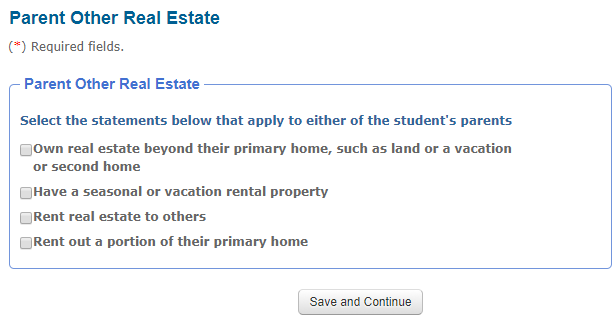 Parent Other Real Estate
(*) Required fields.
Parent Other Real Estate
Select the statements below that apply to either of the student's parents
Own real estate beyond their primary home, such as land or a vacation
or second home
Have a seasonal or vacation rental property
Rent real estate to others
Rent out a portion of their primary home
Save and Continue